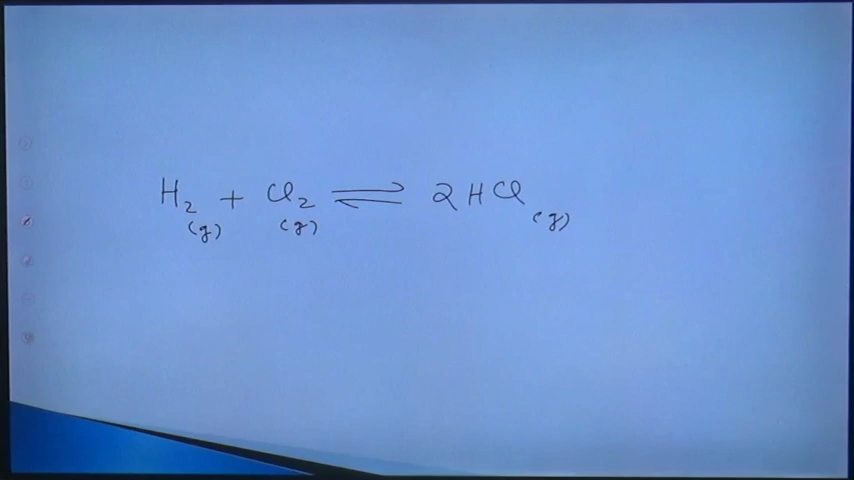 H₂ + Cl₂ ⇌ 2HCl
(g) (g) (g)